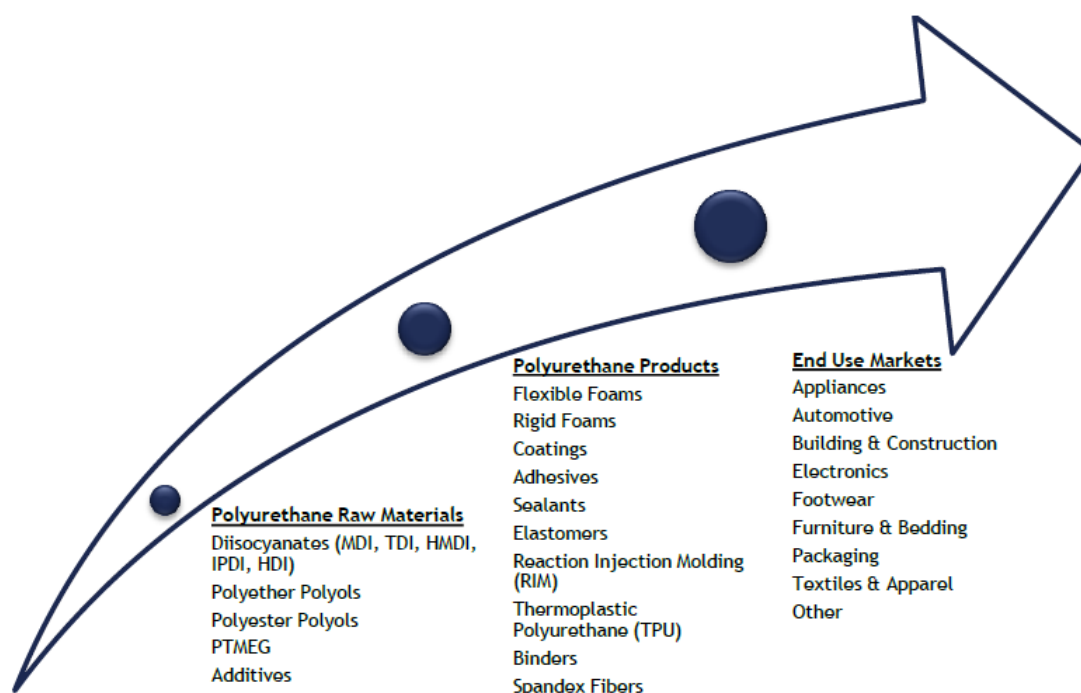 Polyurethane Raw Materials
Diisocyanates (MDI, TDI, HMDI,
IPDI, HDI)
Polyether Polyols
Polyester Polyols
PTMEG
Additives
Polyurethane Products
Flexible Foams
Rigid Foams
Coatings
Adhesives
Sealants
Elastomers
Reaction Injection Molding
(RIM)
Thermoplastic
Polyurethane (TPU)
Binders
Spandex Fibers
End Use Markets
Appliances
Automotive
Building & Construction
Electronics
Footwear
Furniture & Bedding
Packaging
Textiles & Apparel
Other